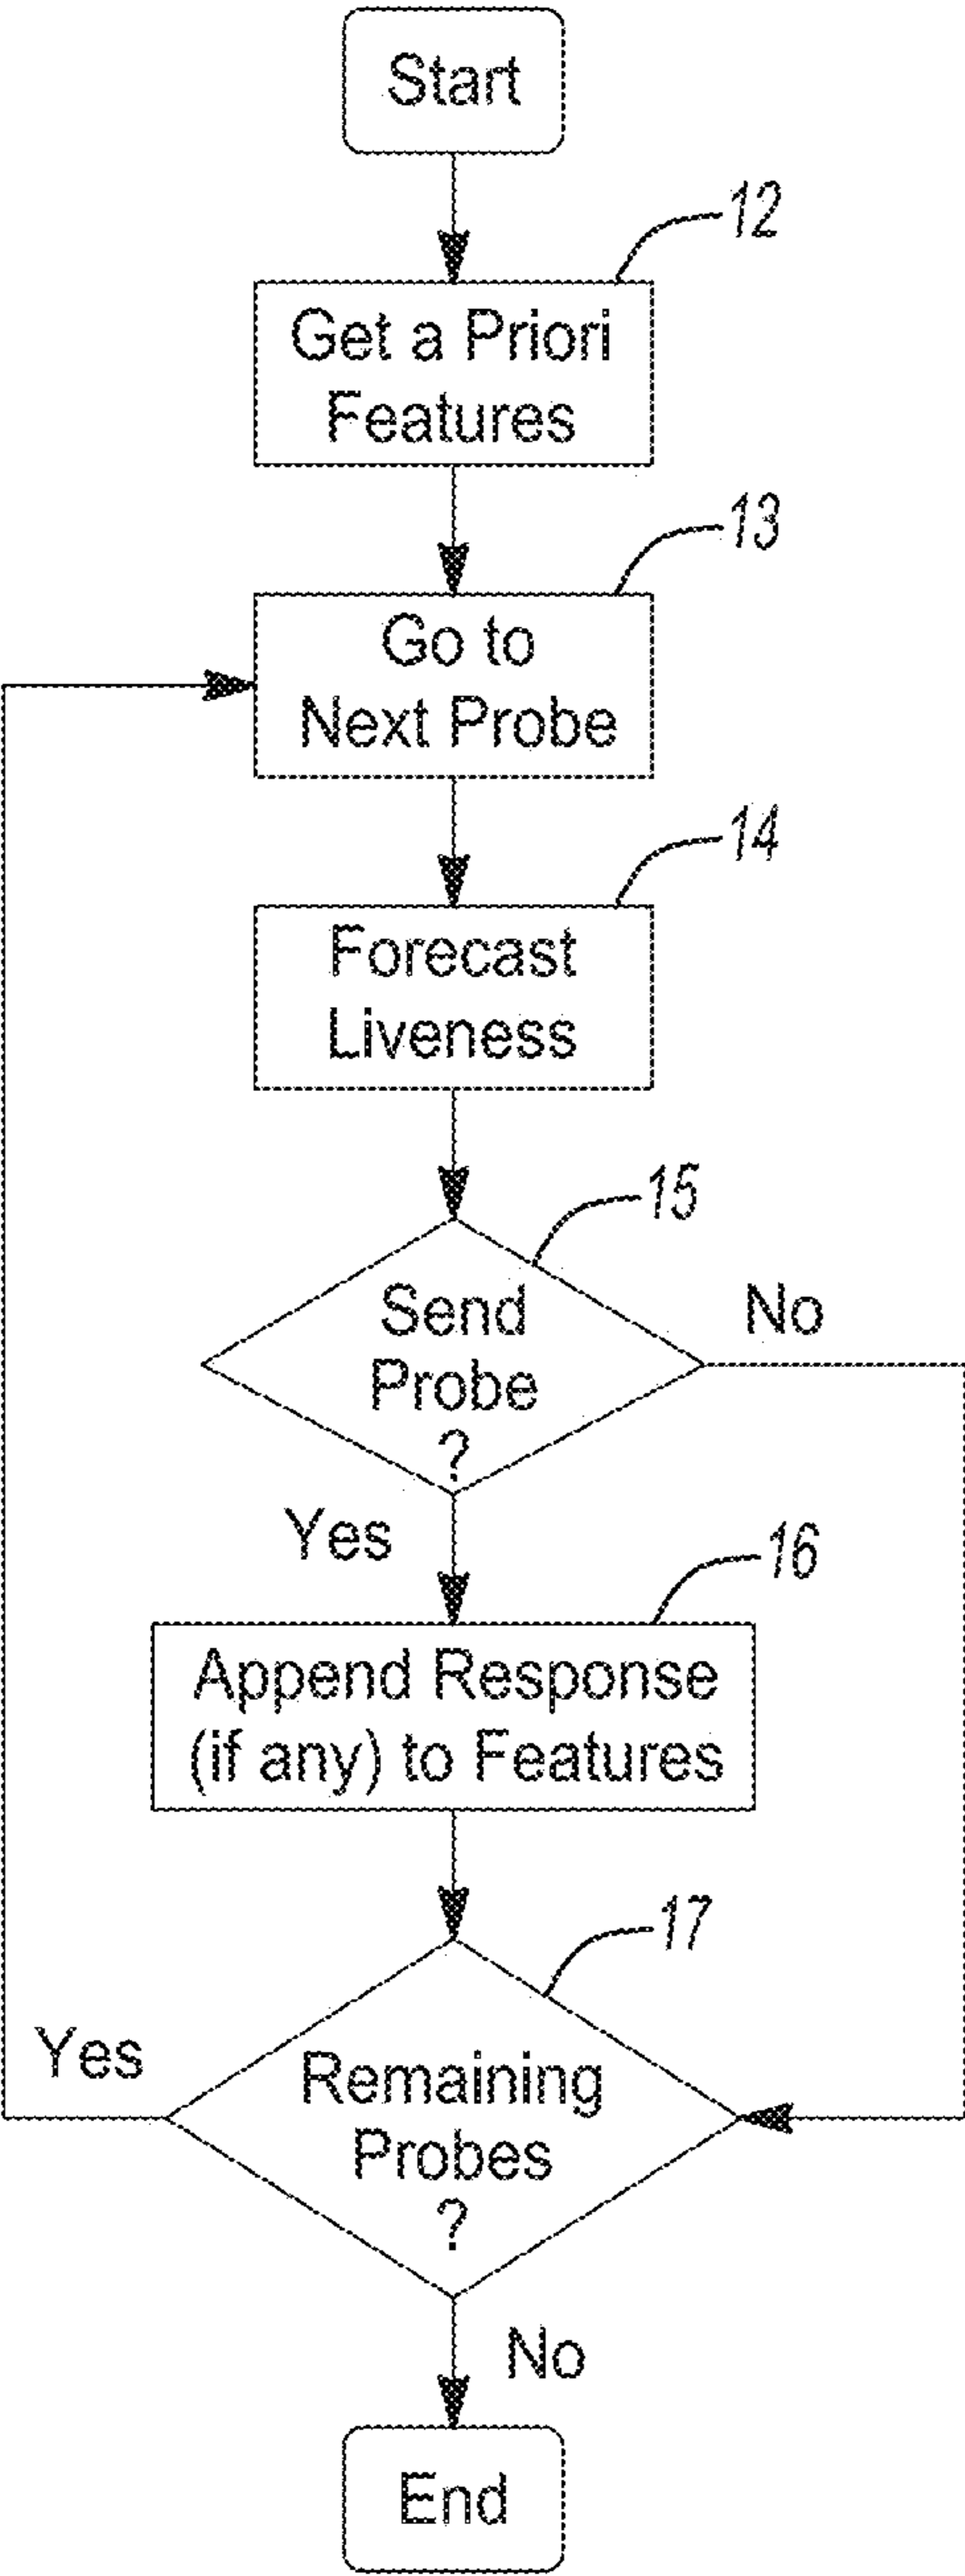 Start
12
Get a Priori
Features
13
Go to
Next Probe
14
Forecast
Liveness
15
Send
Probe
?
No
Yes
16
Append Response
(if any) to Features
17
Remaining
Probes
?
Yes
No
End